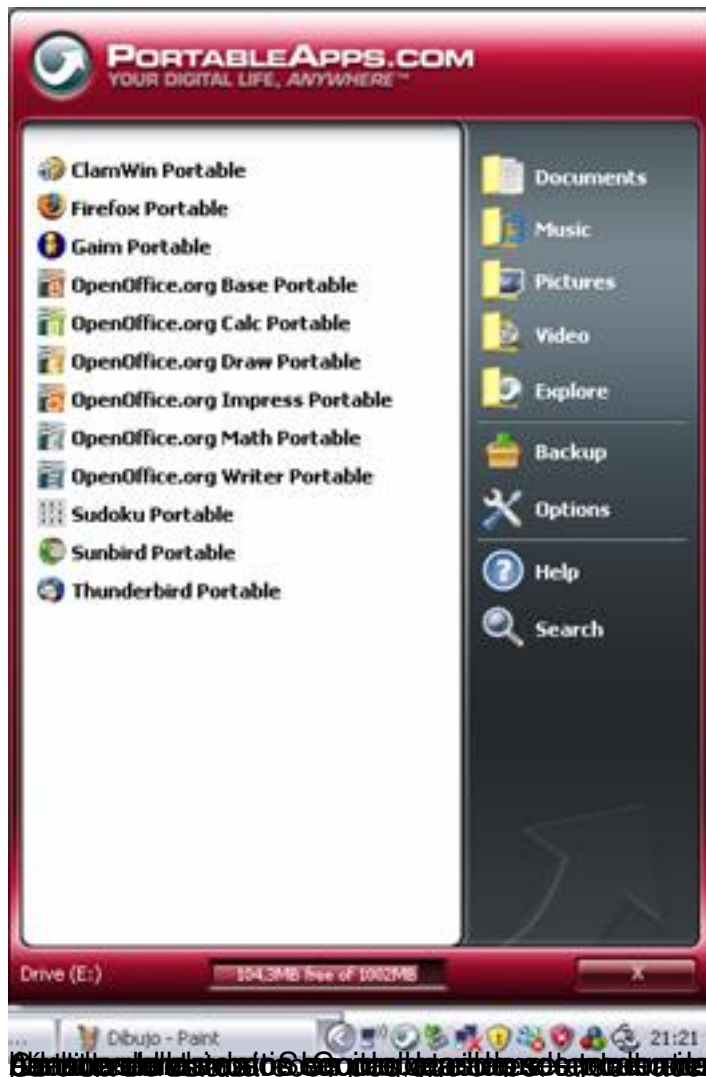 PORTABLEAPPS.COM
YOUR DIGITAL LIFE, ANYWHERE™
ClamWin Portable
Firefox Portable
Gaim Portable
OpenOffice.org Base Portable
OpenOffice.org Calc Portable
OpenOffice.org Draw Portable
OpenOffice.org Impress Portable
OpenOffice.org Math Portable
OpenOffice.org Writer Portable
Sudoku Portable
Sunbird Portable
Thunderbird Portable
Documents
Music
Pictures
Video
Explore
Backup
Options
Help
Search
Drive (E:)
104,3MB free of 1002MB
X
... Dibujo - Paint 21:21